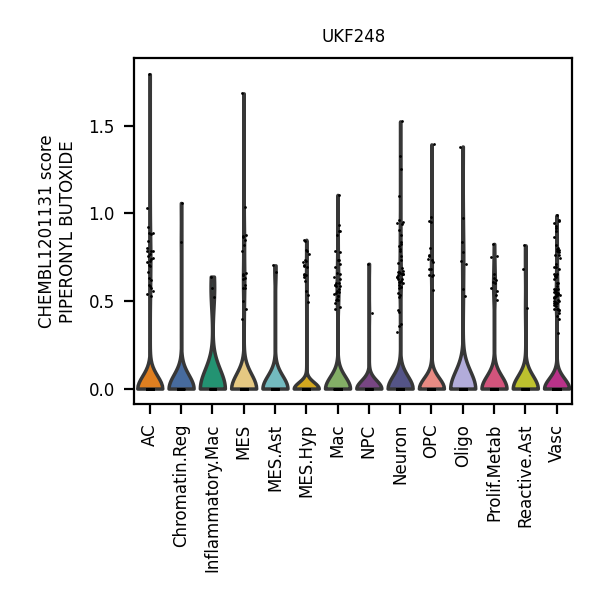 UKF248
CHEMBL1201131 score
PIPERONYL BUTOXIDE
1.5
1.0
0.5
0.0
AC
Chromatin.Reg
Inflammatory.Mac
MES
MES.Ast
MES.Hyp
Mac
NPC
Neuron
OPC
Oligo
Prolif.Metab
Reactive.Ast
Vasc